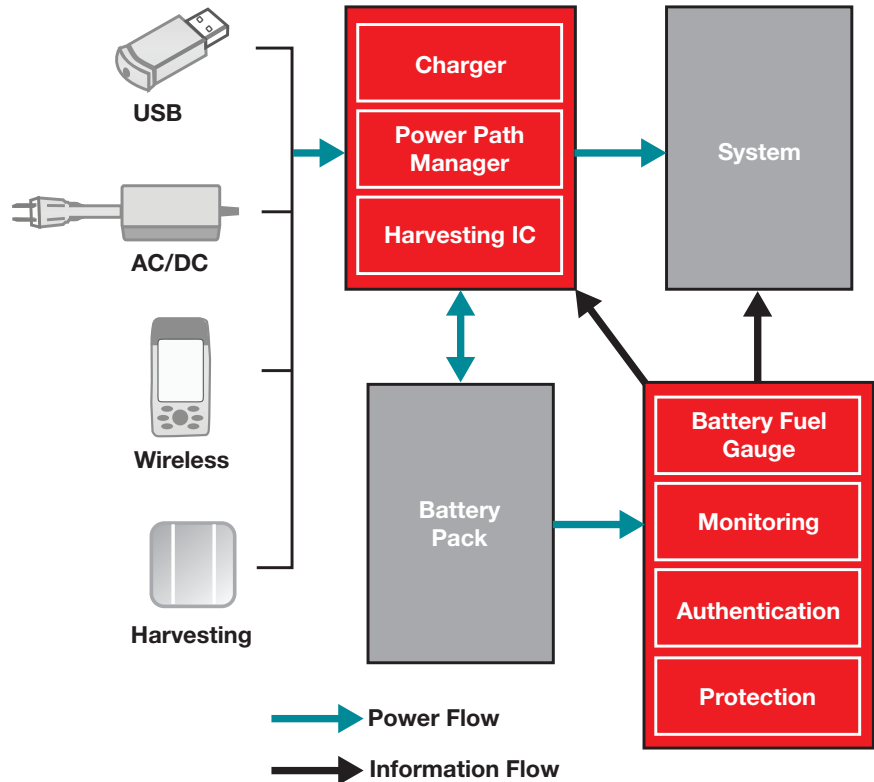 USB
AC/DC
Wireless
Harvesting
Charger
Power Path
Manager
Harvesting IC
System
Battery
Pack
Battery Fuel
Gauge
Monitoring
Authentication
Protection
Power Flow
Information Flow